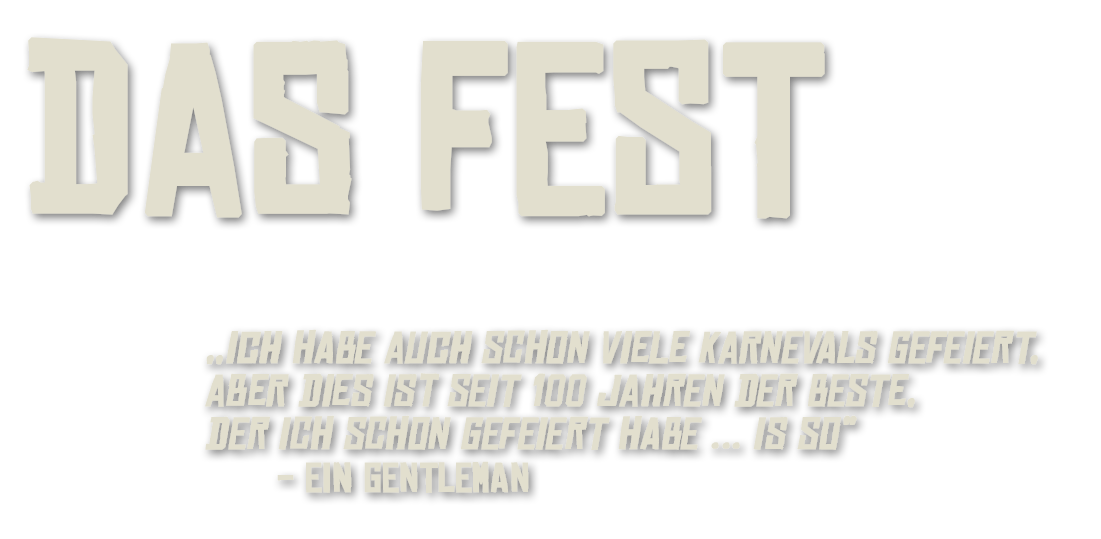 DAS FEST
„ICH HABE AUCH SCHON VIELE KARNEVALS GEFEIERT.
ABER DIES IST SEIT 100 JAHREN DER BESTE,
DER ICH SCHON GEFEIERT HABE ... IS SO“
– EIN GENTLEMAN